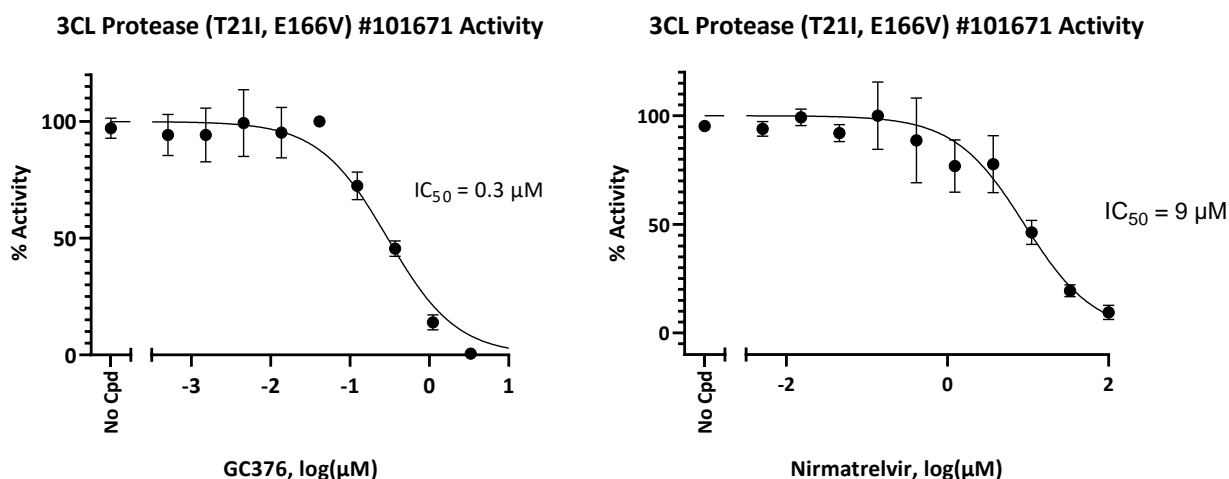 3CL Protease (T21I, E166V) #101671 Activity
% Activity
100
50
0
IC50 = 0.3 µM
No Cpd
-3
-2
-1
0
1
GC376, log(µM)
3CL Protease (T21I, E166V) #101671 Activity
% Activity
100
50
0
IC50 = 9 µM
No Cpd
-2
0
2
Nirmatrelvir, log(µM)